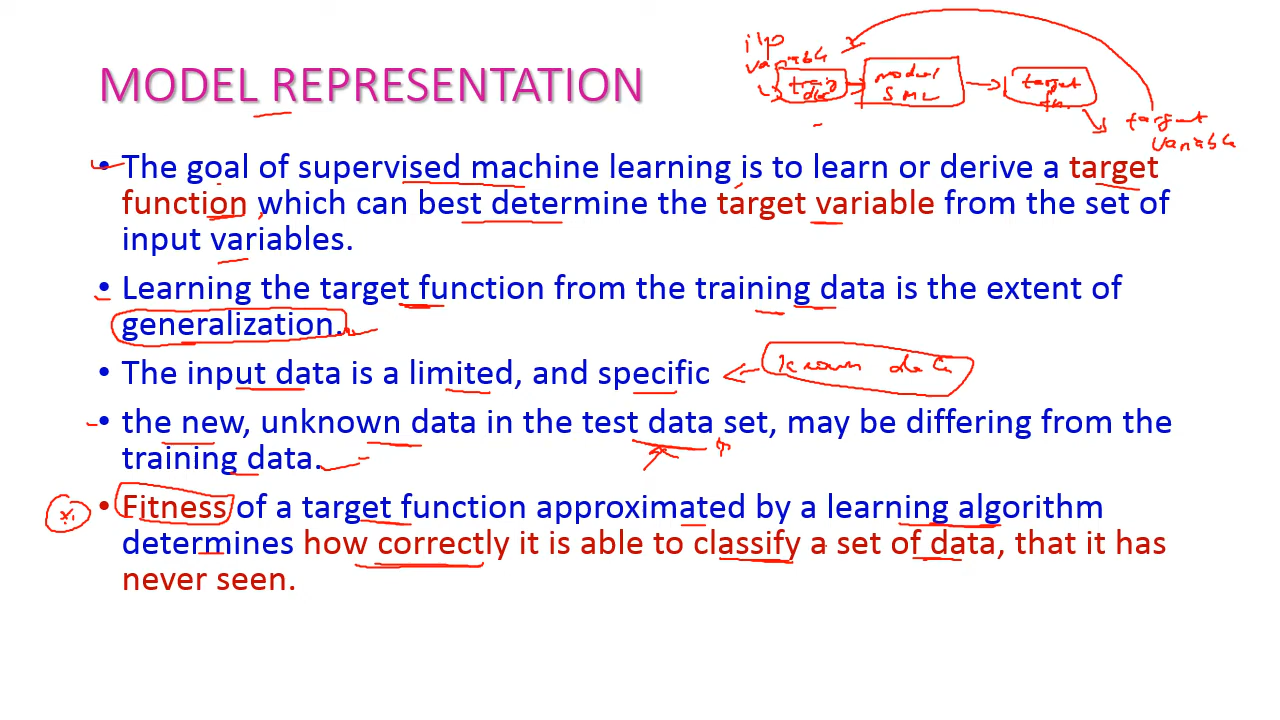 i/p
variable
MODEL REPRESENTATION
train data
model
SML
target
fn.
target
variable
• The goal of supervised machine learning is to learn or derive a target
function which can best determine the target variable from the set of
input variables.
• Learning the target function from the training data is the extent of
generalization.
• The input data is a limited, and specific
known data
• the new, unknown data in the test data set, may be differing from the
training data.
• Fitness of a target function approximated by a learning algorithm
determines how correctly it is able to classify a set of data, that it has
never seen.